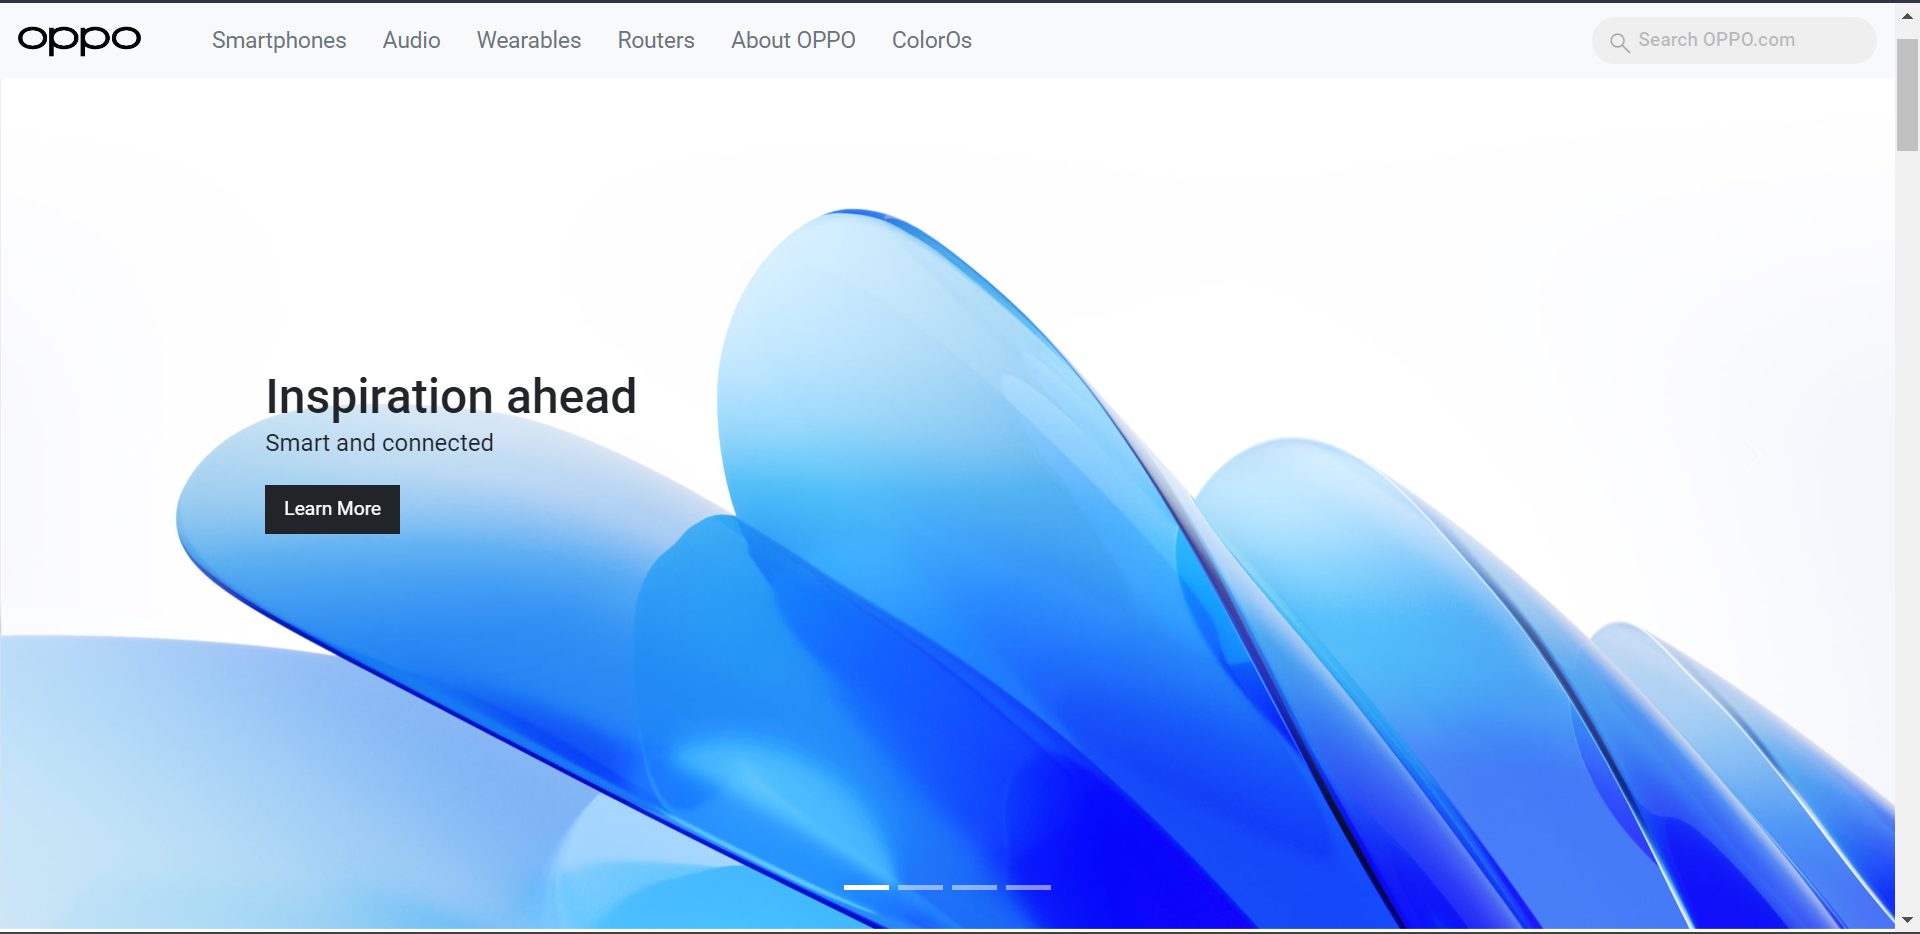 oppo
Smartphones Audio Wearables Routers About OPPO ColorOs
Search OPPO.com
Inspiration ahead
Smart and connected
Learn More